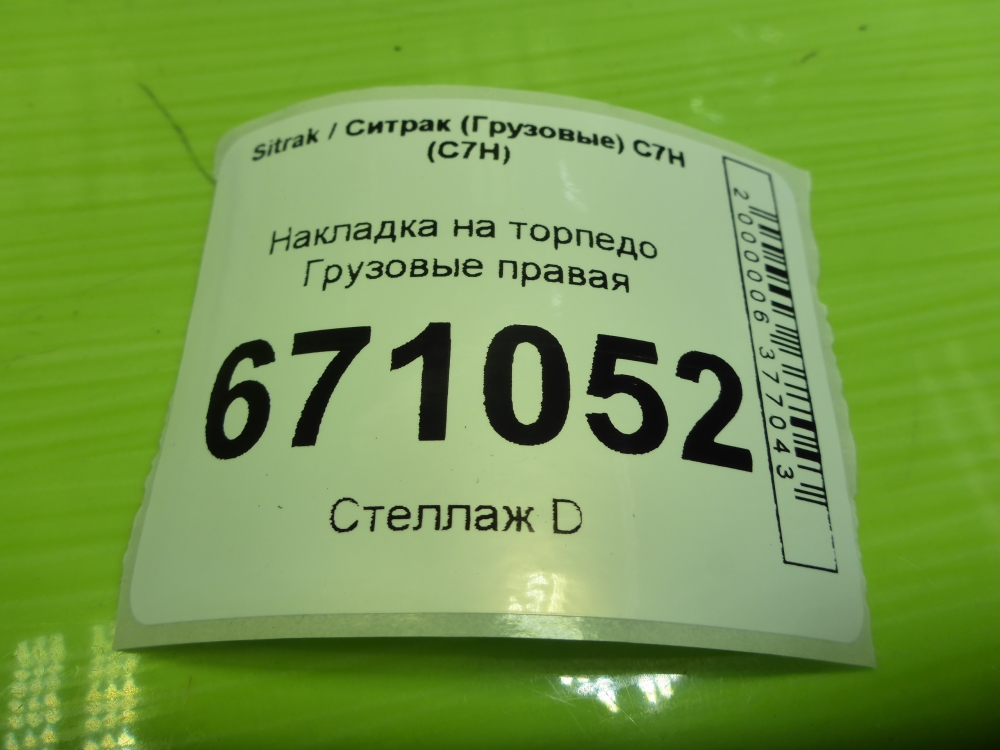 Sitrak / Ситрак (Грузовые) C7H
(C7H)
Накладка на торпедо
Грузовые правая
671052
Стеллаж D
2000006377043